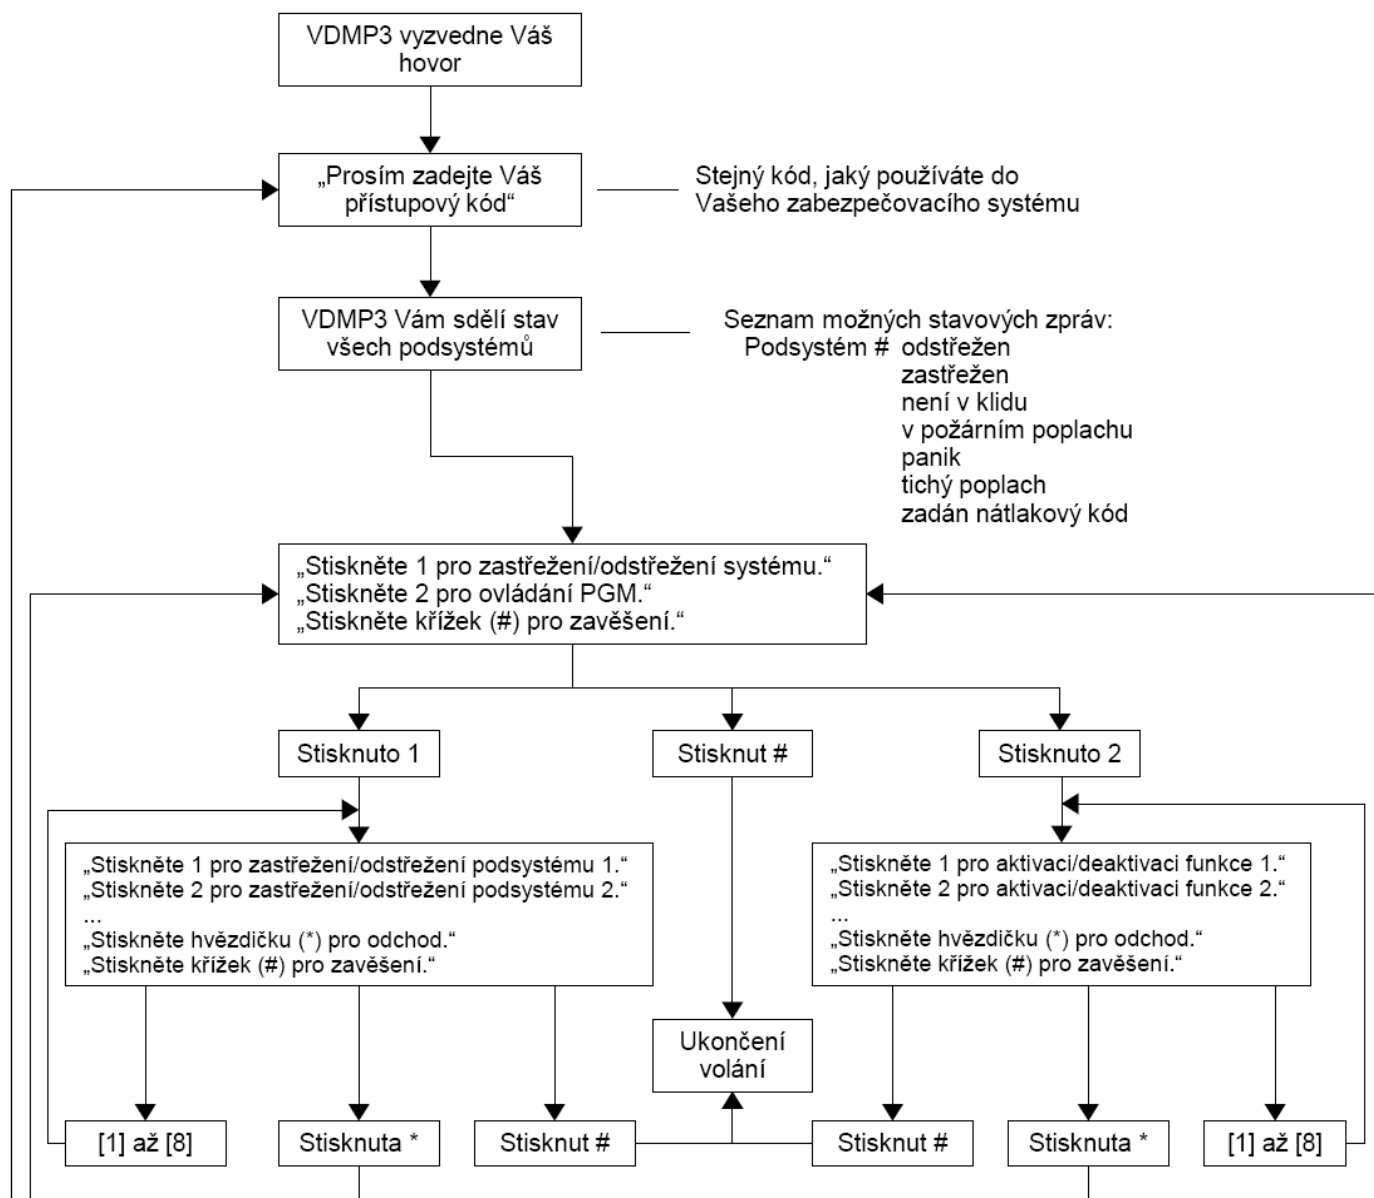 VDMP3 vyzvedne Váš
hovor
„Prosím zadejte Váš
přístupový kód“
Stejný kód, jaký používáte do
Vašeho zabezpečovacího systému
VDMP3 Vám sdělí stav
všech podsystémů
Seznam možných stavových zpráv:
Podsystém # odstřežen
zastřežen
není v klidu
v požárním poplachu
panik
tichý poplach
zadán nátlakový kód
„Stiskněte 1 pro zastřežení/odstřežení systému.“
„Stiskněte 2 pro ovládání PGM.“
„Stiskněte křížek (#) pro zavěšení.“
Stisknuto 1
Stisknut #
Stisknuto 2
„Stiskněte 1 pro zastřežení/odstřežení podsystému 1.“
„Stiskněte 2 pro zastřežení/odstřežení podsystému 2.“
...
„Stiskněte hvězdičku (*) pro odchod.“
„Stiskněte křížek (#) pro zavěšení.“
„Stiskněte 1 pro aktivaci/deaktivaci funkce 1.“
„Stiskněte 2 pro aktivaci/deaktivaci funkce 2.“
...
„Stiskněte hvězdičku (*) pro odchod.“
„Stiskněte křížek (#) pro zavěšení.“
Ukončení
volání
[1] až [8]
Stisknuta *
Stisknut #
Stisknut #
Stisknuta *
[1] až [8]